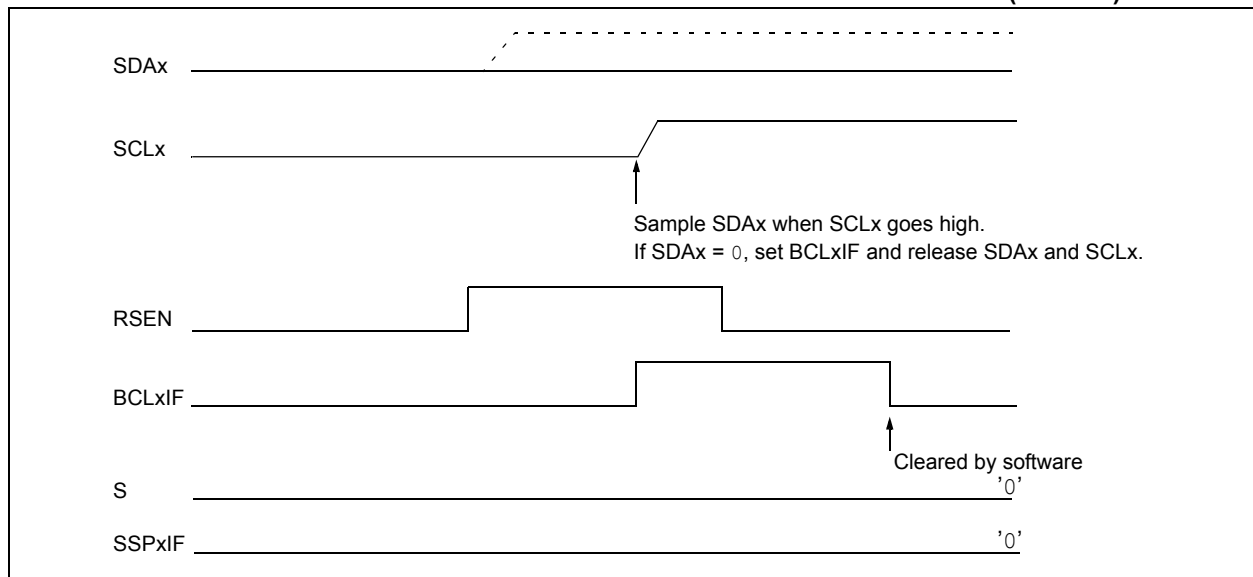 SDAx
SCLx
Sample SDAx when SCLx goes high.
If SDAx = 0, set BCLxIF and release SDAx and SCLx.
RSEN
BCLxIF
Cleared by software
S '0'
SSPxIF '0'